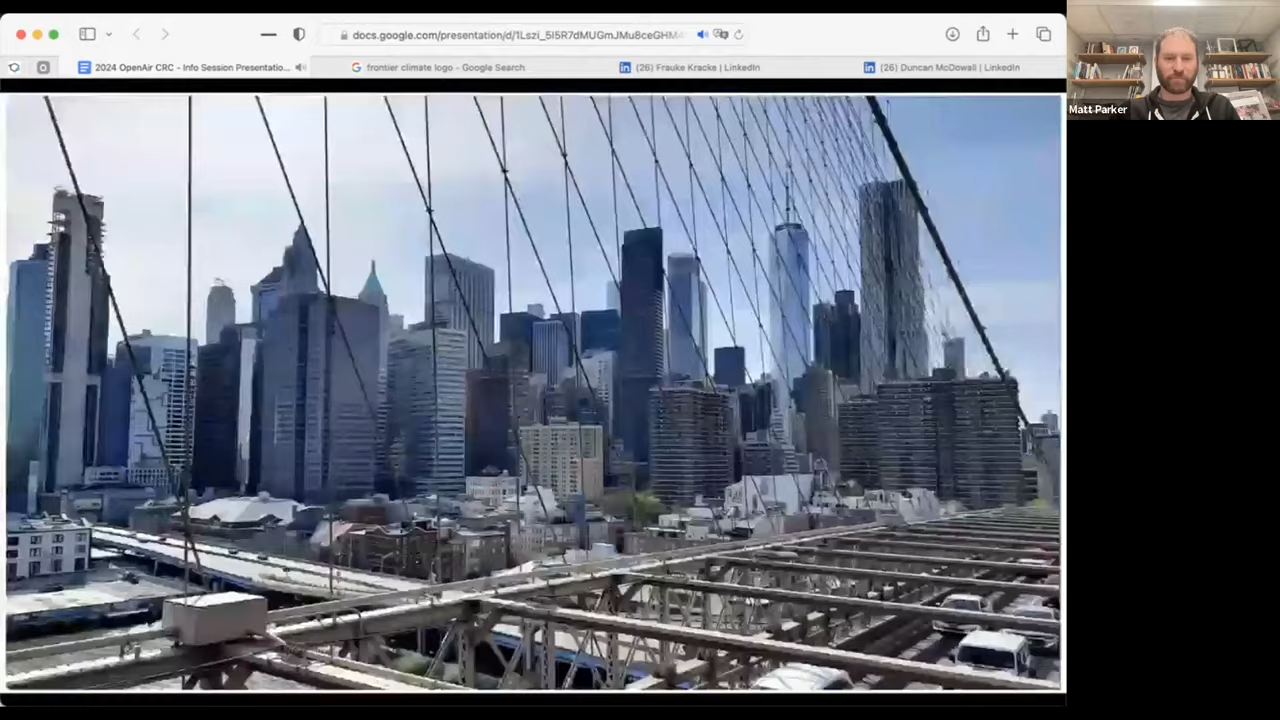 docs.google.com/presentation/d/1Lszi_5I5R7dMUGmJMu8ceGHM
2024 OpenAir CRC - Info Session Presentatio...
frontier climate logo - Google Search
(26) Frauke Kracke | LinkedIn
(26) Duncan McDowall | LinkedIn
Matt Parker